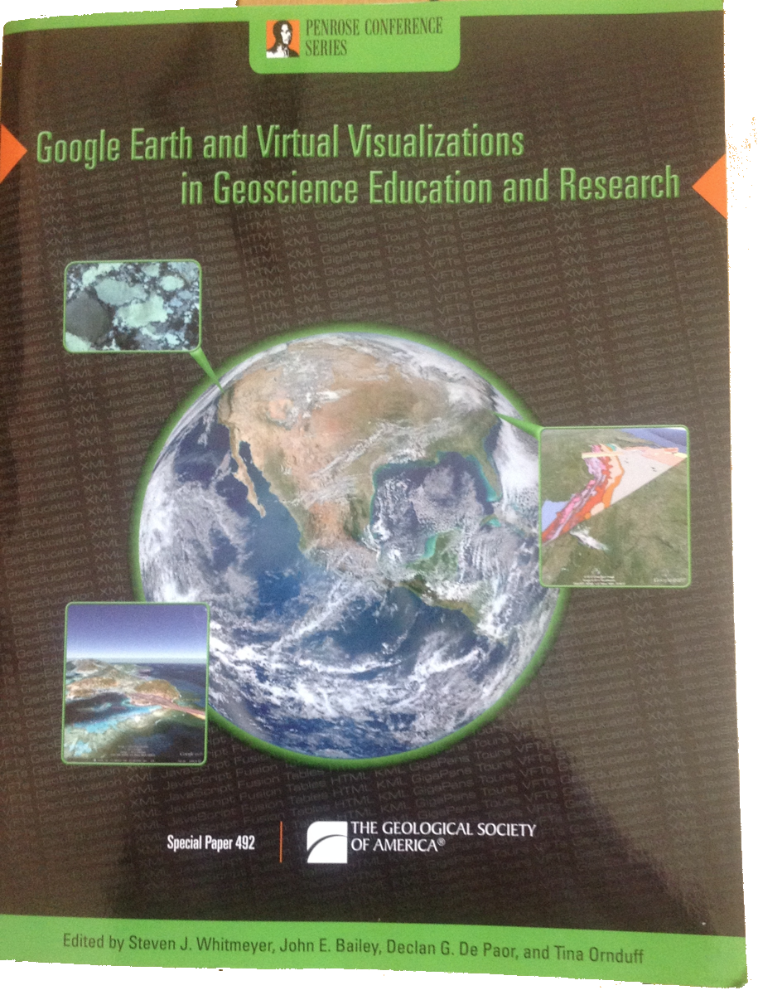 PENROSE CONFERENCE
SERIES
Google Earth and Virtual Visualizations
in Geoscience Education and Research
Special Paper 492
THE GEOLOGICAL SOCIETY
OF AMERICA®
Edited by Steven J. Whitmeyer, John E. Bailey, Declan G. De Paor, and Tina Ornduff